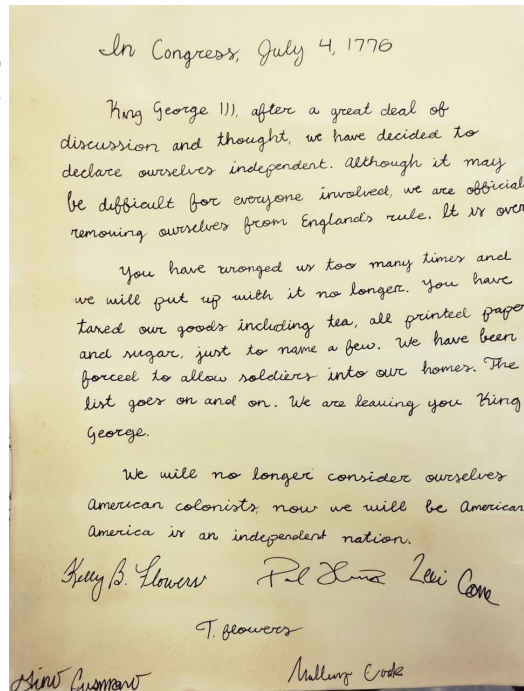 In Congress, July 4, 1776
King George III, after a great deal of
discussion and thought, we have decided to
declare ourselves independent. Although it may
be difficult for everyone involved, we are official
removing ourselves from England's rule. It is over
You have wronged us too many times and
we will put up with it no longer. You have
taxed our goods including tea, all printed pape
and sugar, just to name a few. We have been
forced to allow soldiers into our homes. The
list goes on and on. We are leaving you King
George.
We will no longer consider ourselves
American colonists, now we will be American
America is an independent nation.
Kelly B. Flowers Levi
T. Flowers
Cook